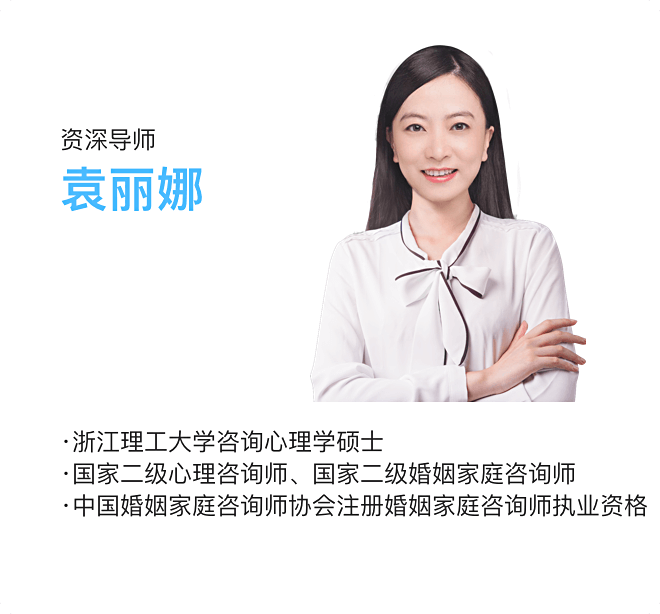 资深导师
袁丽娜
·浙江理工大学咨询心理学硕士
·国家二级心理咨询师、国家二级婚姻家庭咨询师
·中国婚姻家庭咨询师协会注册婚姻家庭咨询师执业资格